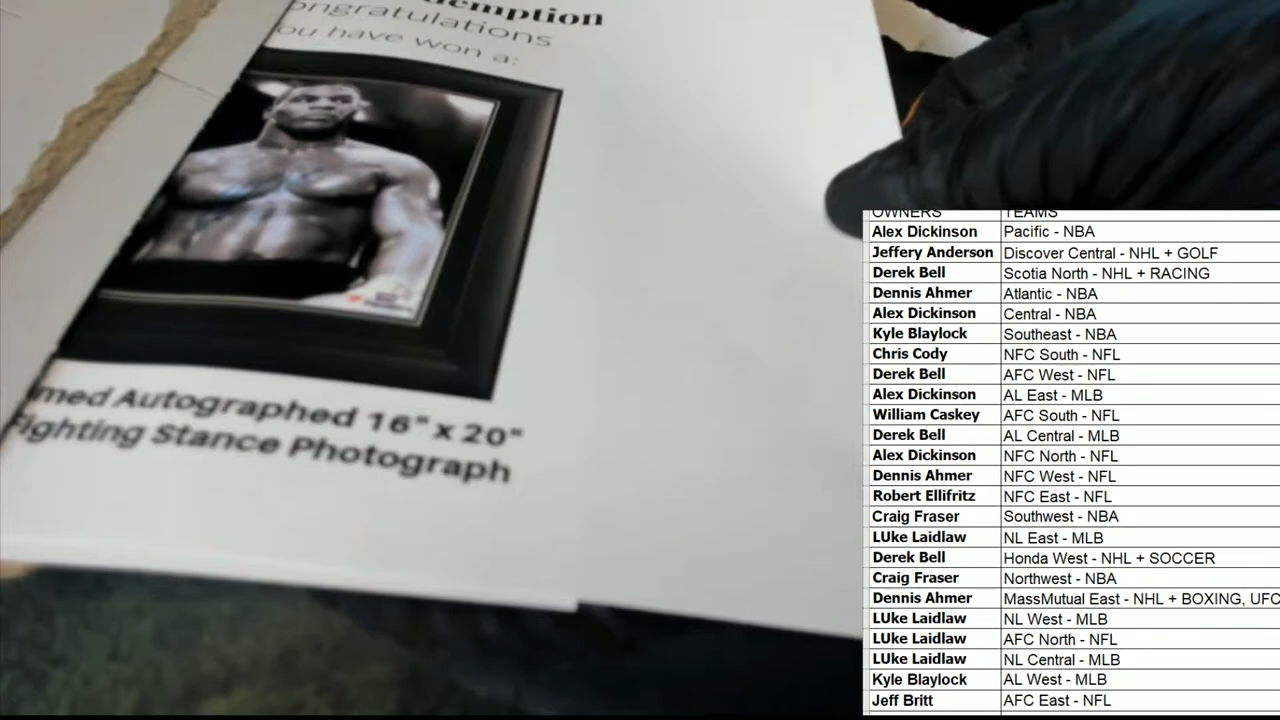 ongratulations
ou have won a:
med Autographed 16" x 20"
Fighting Stance Photograph
OWNERS TEAMS
Alex Dickinson Pacific - NBA
Jeffery Anderson Discover Central - NHL + GOLF
Derek Bell Scotia North - NHL + RACING
Dennis Ahmer Atlantic - NBA
Alex Dickinson Central - NBA
Kyle Blaylock Southeast - NBA
Chris Cody NFC South - NFL
Derek Bell AFC West - NFL
Alex Dickinson AL East - MLB
William Caskey AFC South - NFL
Derek Bell AL Central - MLB
Alex Dickinson NFC North - NFL
Dennis Ahmer NFC West - NFL
Robert Ellifritz NFC East - NFL
Craig Fraser Southwest - NBA
LUke Laidlaw NL East - MLB
Derek Bell Honda West - NHL + SOCCER
Craig Fraser Northwest - NBA
Dennis Ahmer MassMutual East - NHL + BOXING, UFC
LUke Laidlaw NL West - MLB
LUke Laidlaw AFC North - NFL
LUke Laidlaw NL Central - MLB
Kyle Blaylock AL West - MLB
Jeff Britt AFC East - NFL